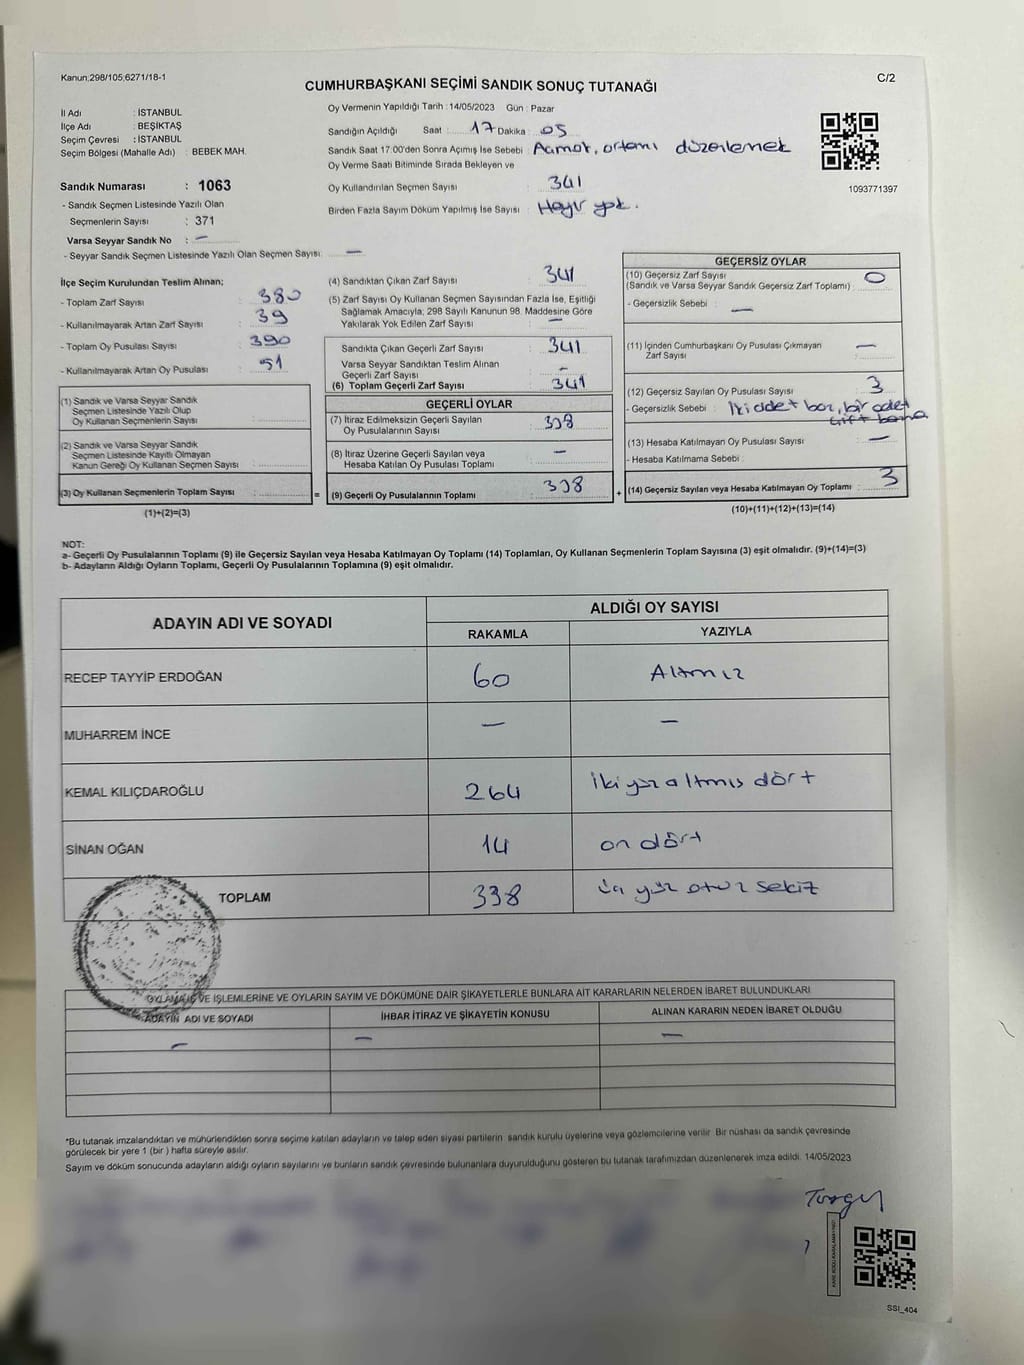 Kanun;298/105;6271/18-1
C/2
CUMHURBAŞKANI SEÇİMİ SANDIK SONUÇ TUTANAĞI
İl Adı : İSTANBUL
İlçe Adı : BEŞİKTAŞ
Seçim Çevresi : İSTANBUL
Seçim Bölgesi (Mahalle Adı) : BEBEK MAH.
Oy Vermenin Yapıldığı Tarih : 14/05/2023 Gün : Pazar
Sandığın Açıldığı Saat : 17 Dakika : 05
Sandık Saat 17:00'den Sonra Açımış İse Sebebi : düzenlemek
Oy Verme Saati Bitiminde Sırada Bekleyen ve
Oy Kullandırılan Seçmen Sayısı : 341
Birden Fazla Sayım Döküm Yapılmış İse Sayısı : Hayır yok.
1093771397
Sandık Numarası : 1063
- Sandık Seçmen Listesinde Yazılı Olan
Seçmenlerin Sayısı : 371
Varsa Seyyar Sandık No : —
- Seyyar Sandık Seçmen Listesinde Yazılı Olan Seçmen Sayısı : —
İlçe Seçim Kurulundan Teslim Alınan;
- Toplam Zarf Sayısı : 380
- Kullanılmayarak Artan Zarf Sayısı : 39
- Toplam Oy Pusulası Sayısı : 390
- Kullanılmayarak Artan Oy Pusulası : 51
(1) Sandık ve Varsa Seyyar Sandık
Seçmen Listesinde Yazılı Olup
Oy Kullanan Seçmenlerin Sayısı :
(2) Sandık ve Varsa Seyyar Sandık
Seçmen Listesinde Kayıtlı Olmayan
Kanun Gereği Oy Kullanan Seçmen Sayısı :
(3) Oy Kullanan Seçmenlerin Toplam Sayısı : =
(1)+(2)=(3)
(4) Sandıktan Çıkan Zarf Sayısı : 341
(5) Zarf Sayısı Oy Kullanan Seçmen Sayısından Fazla İse, Eşitliği
Sağlamak Amacıyla; 298 Sayılı Kanunun 98. Maddesine Göre
Yakılarak Yok Edilen Zarf Sayısı : —
Sandıkta Çıkan Geçerli Zarf Sayısı : 341
Varsa Seyyar Sandıktan Teslim Alınan
Geçerli Zarf Sayısı : -
(6) Toplam Geçerli Zarf Sayısı : 341
GEÇERLİ OYLAR
(7) İtiraz Edilmeksizin Geçerli Sayılan
Oy Pusulalarının Sayısı : 338
(8) İtiraz Üzerine Geçerli Sayılan veya
Hesaba Katılan Oy Pusulası Toplamı : —
(9) Geçerli Oy Pusulalarının Toplamı : 338 +
GEÇERSİZ OYLAR
(10) Geçersiz Zarf Sayısı
(Sandık ve Varsa Seyyar Sandık Geçersiz Zarf Toplamı) : 0
- Geçersizlik Sebebi : —
(11) İçinden Cumhurbaşkanı Oy Pusulası Çıkmayan
Zarf Sayısı : —
(12) Geçersiz Sayılan Oy Pusulası Sayısı : 3
- Geçersizlik Sebebi : İki adet boz, bir adet
(13) Hesaba Katılmayan Oy Pusulası Sayısı : —
- Hesaba Katılmama Sebebi :
(14) Geçersiz Sayılan veya Hesaba Katılmayan Oy Toplamı : 3
(10)+(11)+(12)+(13)=(14)
NOT:
a- Geçerli Oy Pusulalarının Toplamı (9) ile Geçersiz Sayılan veya Hesaba Katılmayan Oy Toplamı (14) Toplamları, Oy Kullanan Seçmenlerin Toplam Sayısına (3) eşit olmalıdır. (9)+(14)=(3)
b- Adayların Aldığı Oyların Toplamı, Geçerli Oy Pusulalarının Toplamına (9) eşit olmalıdır.
ADAYIN ADI VE SOYADI
ALDIĞI OY SAYISI
RAKAMLA YAZIYLA
RECEP TAYYİP ERDOĞAN 60 Altmış
MUHARREM İNCE — —
KEMAL KILIÇDAROĞLU 264 İki yüz altmış dört
SİNAN OĞAN 14 on dört
TOPLAM 338 üç yüz otuz sekiz
OYLAMA İŞ VE İŞLEMLERİNE VE OYLARIN SAYIM VE DÖKÜMÜNE DAİR ŞİKAYETLERLE BUNLARA AİT KARARLARIN NELERDEN İBARET BULUNDUKLARI
ADAYIN ADI VE SOYADI İHBAR İTİRAZ VE ŞİKAYETİN KONUSU ALINAN KARARIN NEDEN İBARET OLDUĞU
— — —
*Bu tutanak imzalandıktan ve mühürlendikten sonra seçime katılan adayların ve talep eden siyasi partilerin sandık kurulu üyelerine veya gözlemcilerine verilir. Bir nüshası da sandık çevresinde
görülecek bir yere 1 (bir ) hafta süreyle asılır.
Sayım ve döküm sonucunda adayların aldığı oyların sayılarını ve bunların sandık çevresinde bulunanlara duyurulduğunu gösteren bu tutanak tarafımızdan düzenlenerek imza edildi. 14/05/2023
SSI_404